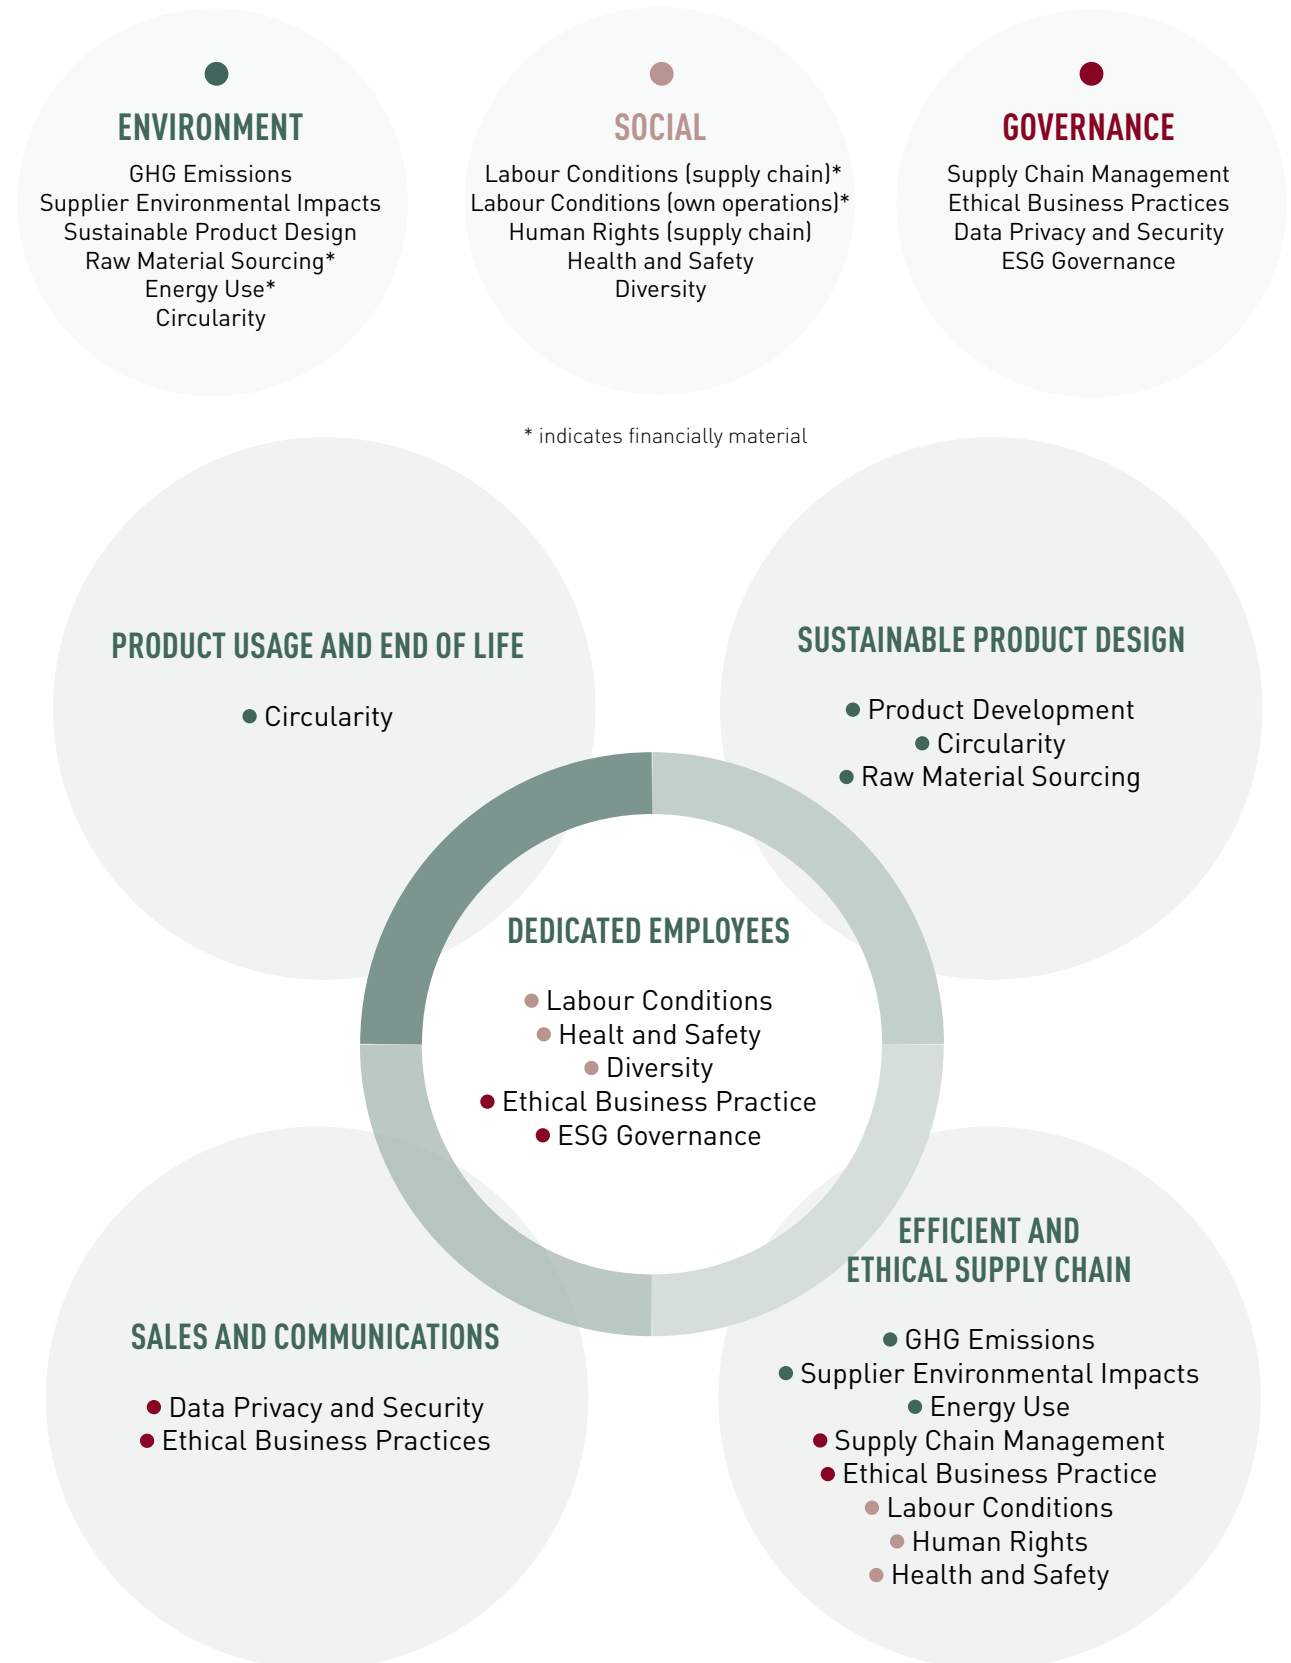 ENVIRONMENT
GHG Emissions
Supplier Environmental Impacts
Sustainable Product Design
Raw Material Sourcing*
Energy Use*
Circularity
SOCIAL
Labour Conditions (supply chain)*
Labour Conditions (own operations)*
Human Rights (supply chain)
Health and Safety
Diversity
GOVERNANCE
Supply Chain Management
Ethical Business Practices
Data Privacy and Security
ESG Governance
* indicates financially material
PRODUCT USAGE AND END OF LIFE
● Circularity
SUSTAINABLE PRODUCT DESIGN
● Product Development
● Circularity
● Raw Material Sourcing
DEDICATED EMPLOYEES
● Labour Conditions
● Healt and Safety
● Diversity
● Ethical Business Practice
● ESG Governance
SALES AND COMMUNICATIONS
● Data Privacy and Security
● Ethical Business Practices
EFFICIENT AND
ETHICAL SUPPLY CHAIN
● GHG Emissions
● Supplier Environmental Impacts
● Energy Use
● Supply Chain Management
● Ethical Business Practice
● Labour Conditions
● Human Rights
● Health and Safety